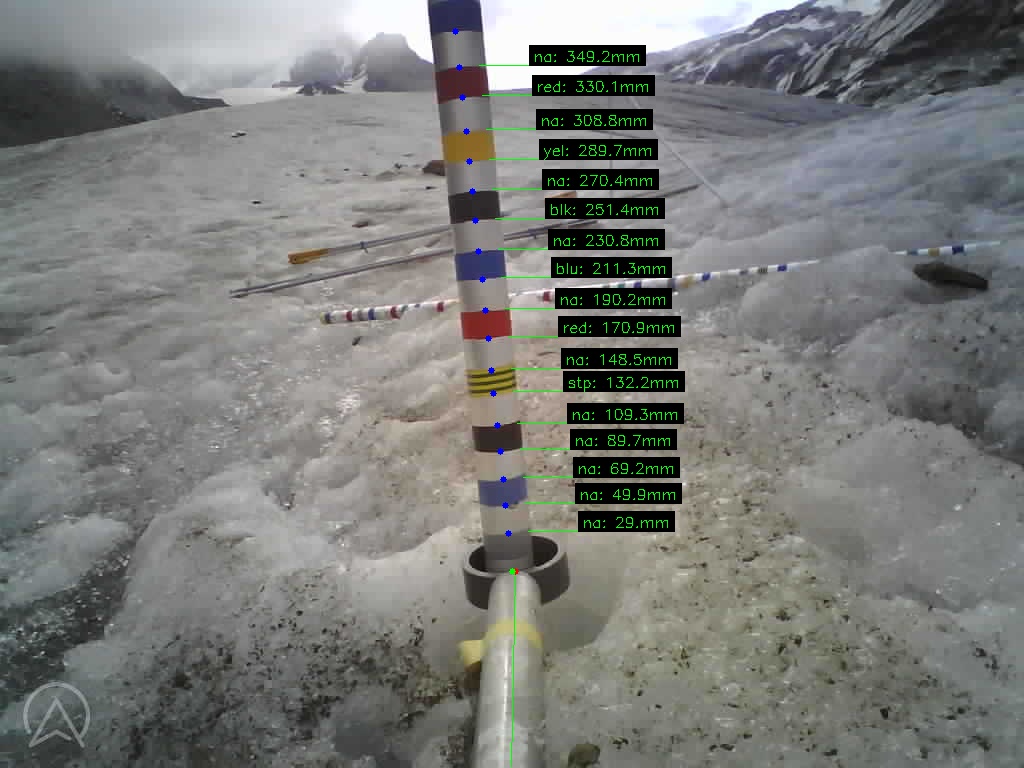 na: 349.2mm
red: 330.1mm
na: 308.8mm
yel: 289.7mm
na: 270.4mm
blk: 251.4mm
na: 230.8mm
blu: 211.3mm
na: 190.2mm
red: 170.9mm
na: 148.5mm
stp: 132.2mm
na: 109.3mm
na: 89.7mm
na: 69.2mm
na: 49.9mm
na: 29.mm